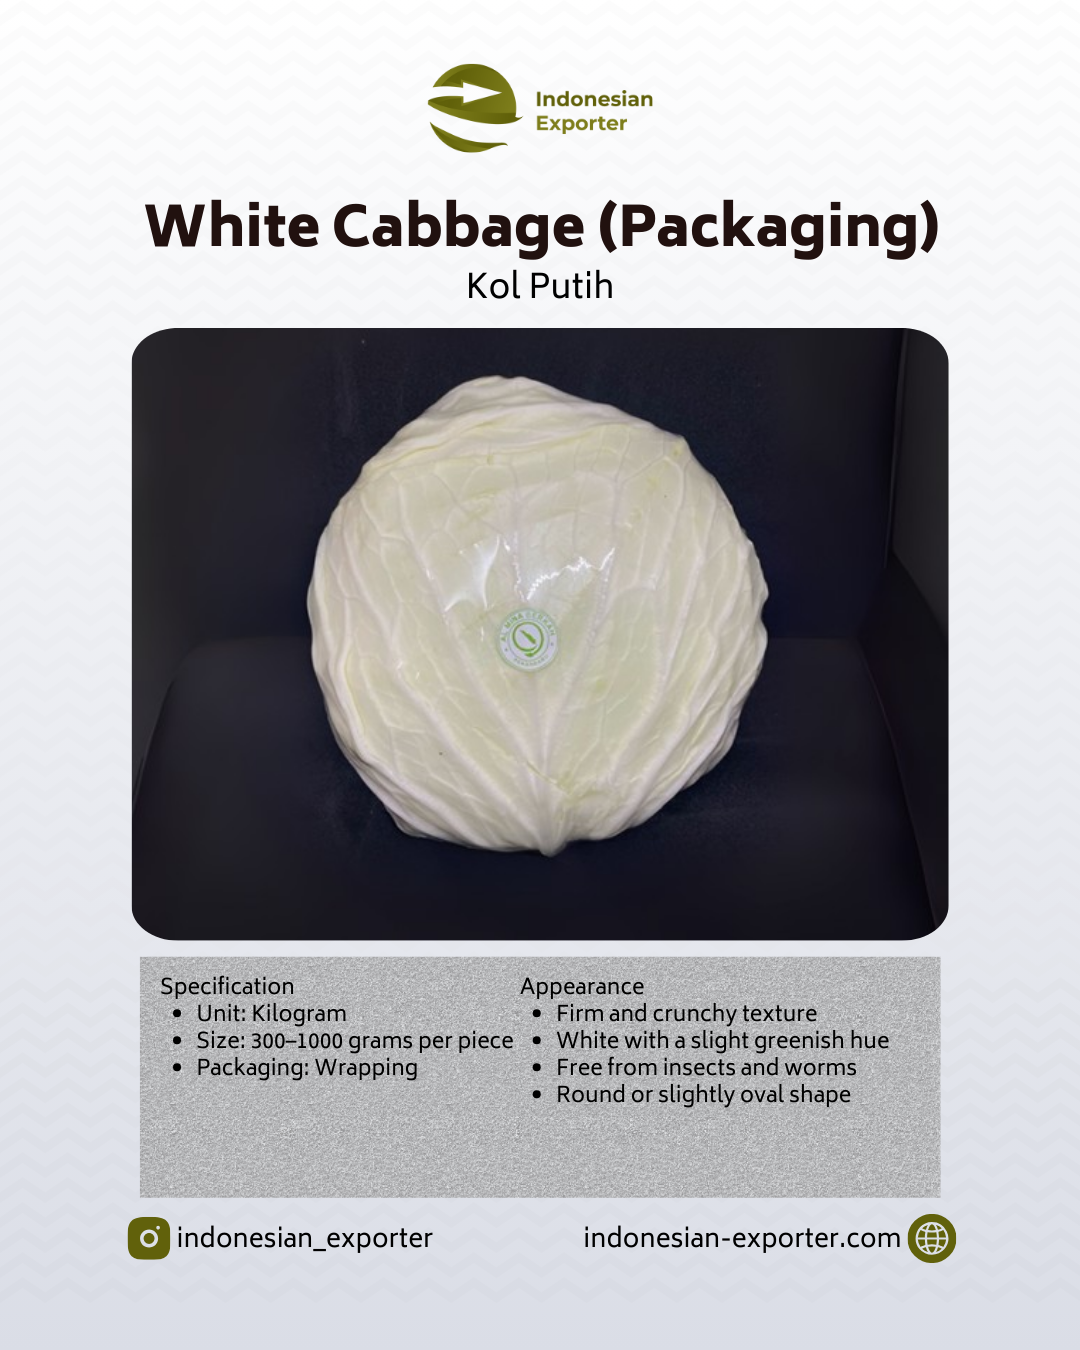 Indonesian
Exporter
White Cabbage (Packaging)
Kol Putih
Specification
• Unit: Kilogram
• Size: 300–1000 grams per piece
• Packaging: Wrapping
Appearance
• Firm and crunchy texture
• White with a slight greenish hue
• Free from insects and worms
• Round or slightly oval shape
indonesian_exporter
indonesian-exporter.com